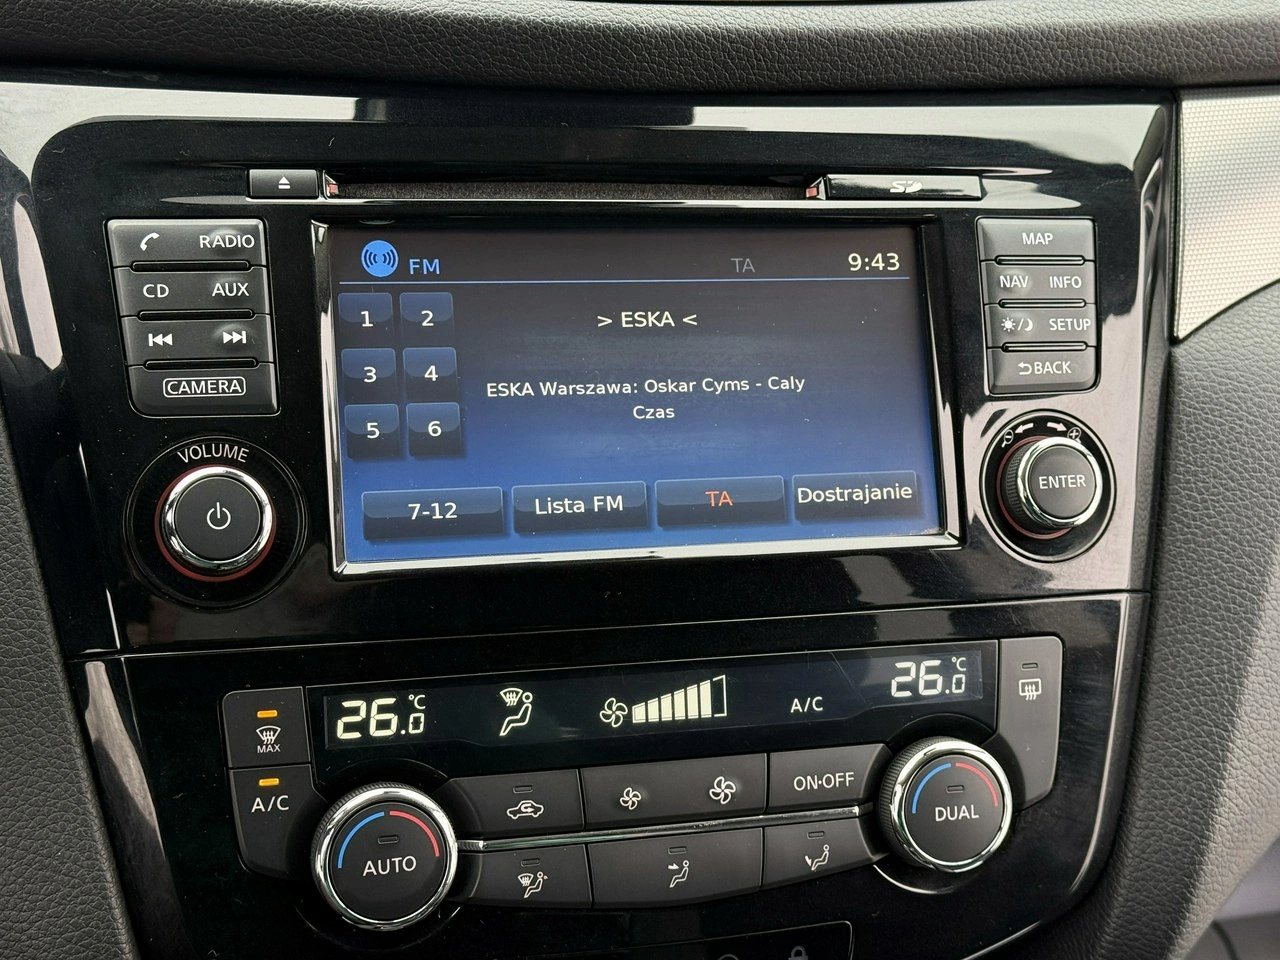 SD
RADIO
CD AUX
CAMERA
VOLUME
FM TA 9:43
1 2
3 4
5 6
> ESKA <
ESKA Warszawa: Oskar Cyms - Caly
Czas
7-12 Lista FM TA Dostrajanie
MAP
NAV INFO
SETUP
BACK
ENTER
26.0 °C A/C 26.0 °C
MAX
A/C
AUTO
ON·OFF
DUAL